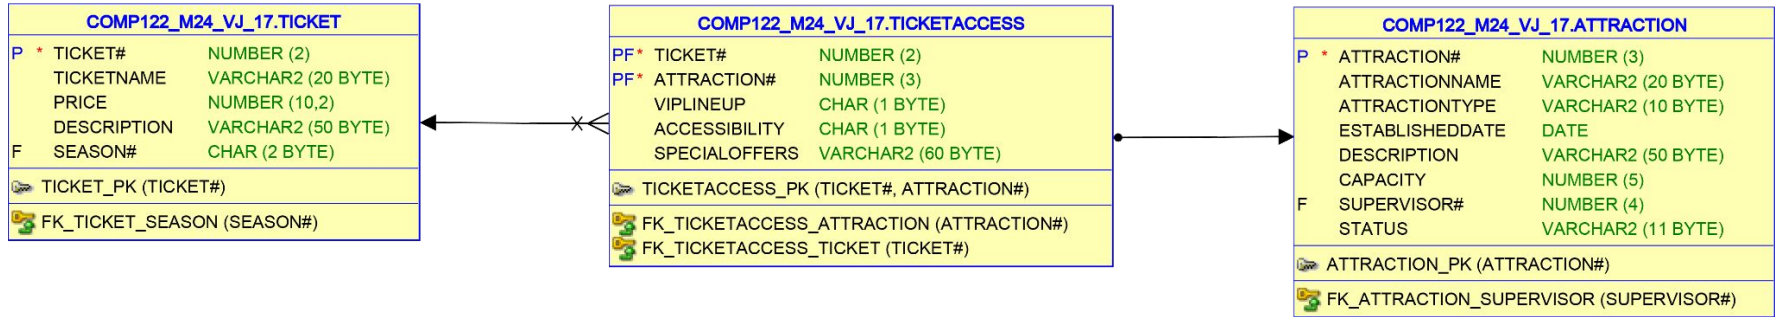 COMP122_M24_VJ_17.TICKET
P * TICKET# NUMBER (2)
TICKETNAME VARCHAR2 (20 BYTE)
PRICE NUMBER (10,2)
DESCRIPTION VARCHAR2 (50 BYTE)
F SEASON# CHAR (2 BYTE)
TICKET_PK (TICKET#)
FK_TICKET_SEASON (SEASON#)
COMP122_M24_VJ_17.TICKETACCESS
PF* TICKET# NUMBER (2)
PF* ATTRACTION# NUMBER (3)
VIPLINEUP CHAR (1 BYTE)
ACCESSIBILITY CHAR (1 BYTE)
SPECIALOFFERS VARCHAR2 (60 BYTE)
TICKETACCESS_PK (TICKET#, ATTRACTION#)
FK_TICKETACCESS_ATTRACTION (ATTRACTION#)
FK_TICKETACCESS_TICKET (TICKET#)
COMP122_M24_VJ_17.ATTRACTION
P * ATTRACTION# NUMBER (3)
ATTRACTIONNAME VARCHAR2 (20 BYTE)
ATTRACTIONTYPE VARCHAR2 (10 BYTE)
ESTABLISHEDDATE DATE
DESCRIPTION VARCHAR2 (50 BYTE)
CAPACITY NUMBER (5)
F SUPERVISOR# NUMBER (4)
STATUS VARCHAR2 (11 BYTE)
ATTRACTION_PK (ATTRACTION#)
FK_ATTRACTION_SUPERVISOR (SUPERVISOR#)